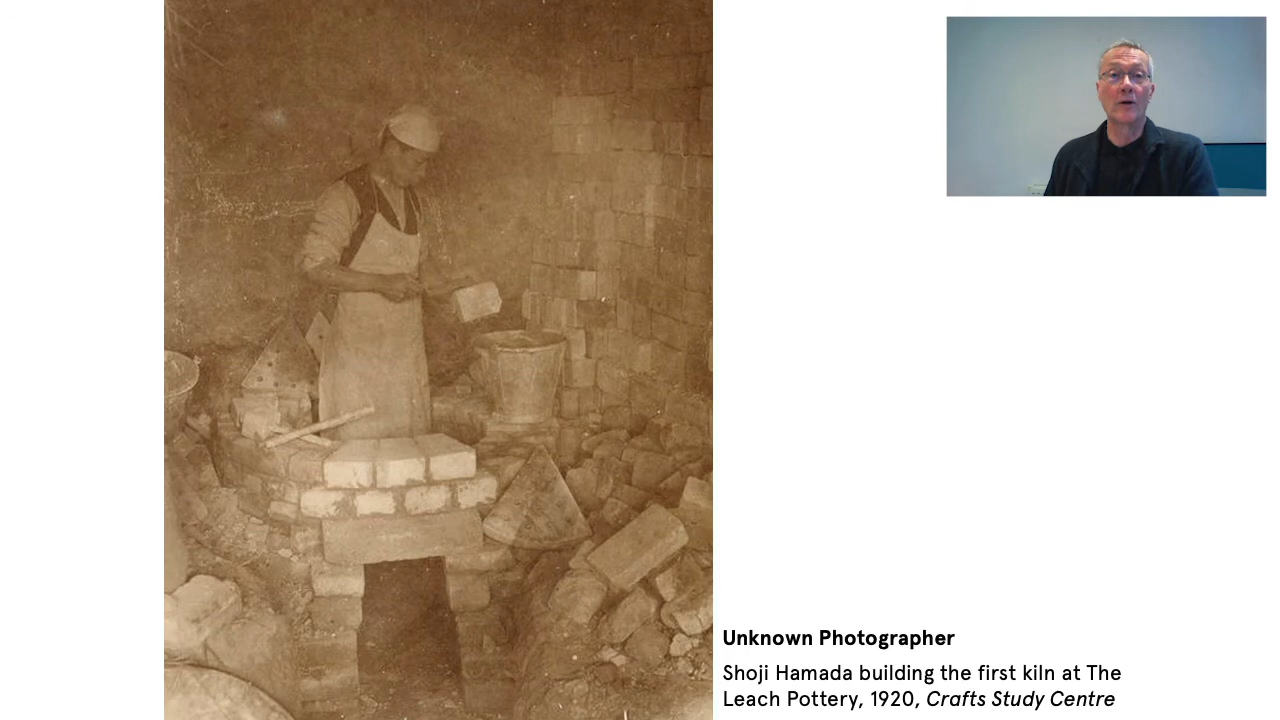 Unknown Photographer
Shoji Hamada building the first kiln at The
Leach Pottery, 1920, Crafts Study Centre